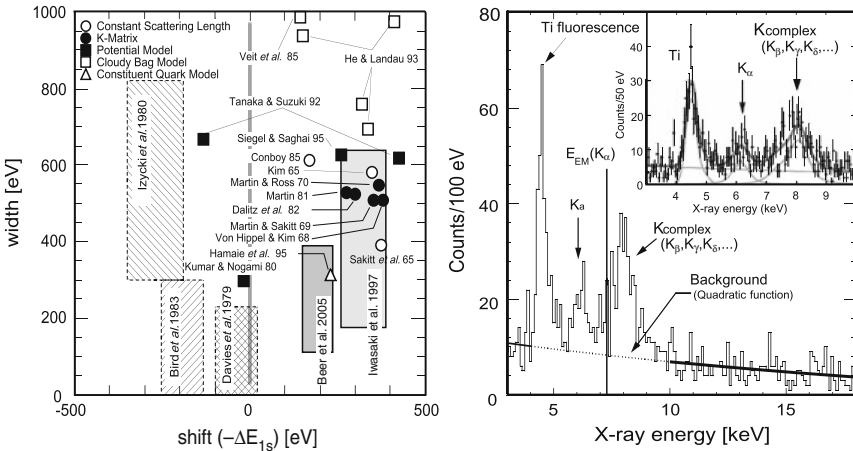 1000
800
600
400
200
0
width [eV]
-500
0
500
shift (−ΔE1s) [eV]
Constant Scattering Length
K-Matrix
Potential Model
Cloudy Bag Model
Constituent Quark Model
Veit et al. 85
He & Landau 93
Tanaka & Suzuki 92
Siegel & Saghai 95
Conboy 85
Kim 65
Martin & Ross 70
Martin 81
Dalitz et al. 82
Martin & Sakitt 69
Von Hippel & Kim 68
Hamaie et al. 95
Sakitt et al. 65
Kumar & Nogami 80
Izycki et al. 1980
Bird et al. 1983
Davies et al. 1979
Beer et al. 2005
Iwasaki et al. 1997
80
60
40
20
0
Counts/100 eV
5
10
15
X-ray energy [keV]
Ti fluorescence
EEM(Kα)
Ka
Kcomplex
(Kβ,Kγ,Kδ,...)
Background
(Quadratic function)
50
40
30
20
10
0
Counts/50 eV
4
5
6
7
8
9
X-ray energy (keV)
Ti
Kα
Kcomplex
(Kβ,Kγ,Kδ,...)